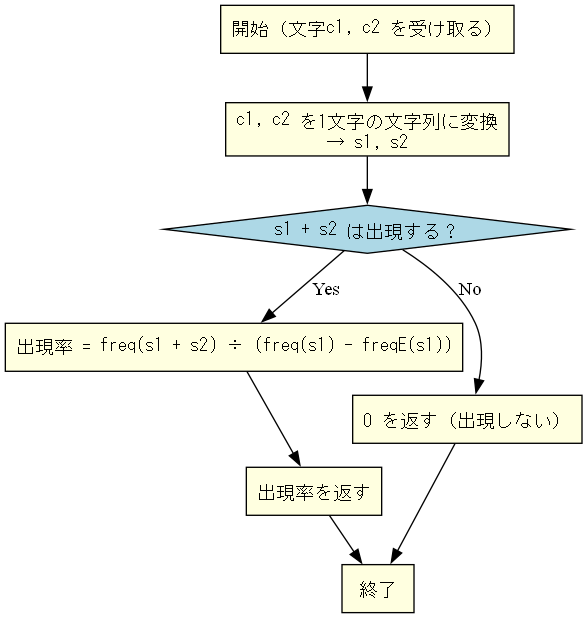 開始（文字c1, c2 を受け取る）
c1, c2 を1文字の文字列に変換
→ s1, s2
s1 + s2 は出現する？
Yes
No
出現率 = freq(s1 + s2) ÷ (freq(s1) - freqE(s1))
0 を返す（出現しない）
出現率を返す
終了